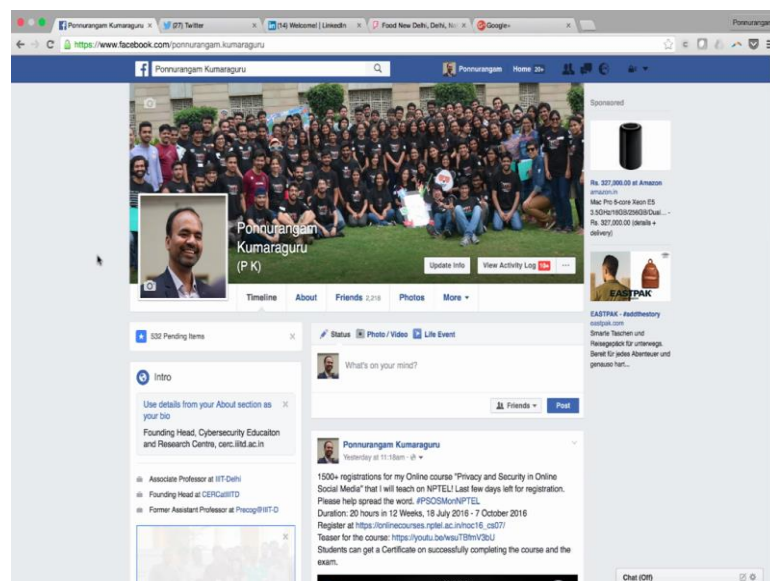 Ponnurangam Kumaraguru
(27) Twitter
(14) Welcome! | LinkedIn
Food New Delhi, Delhi,
Google+
Ponnurangam
https://www.facebook.com/ponnurangam.kumaraguru
Ponnurangam Kumaraguru
Ponnurangam Home 20+
Ponnurangam
Kumaraguru
(P K)
Update Info
View Activity Log 19+
Timeline About Friends 2,218 Photos More
532 Pending Items
Intro
Use details from your About section as
your bio
Founding Head, Cybersecurity Educaiton
and Research Centre, cerc.iiitd.ac.in
Associate Professor at IIIT-Delhi
Founding Head at CERCatIIITD
Former Assistant Professor at Precog@IIIT-D
Status Photo / Video Life Event
What's on your mind?
Friends Post
Ponnurangam Kumaraguru
Yesterday at 11:18am
1500+ registrations for my Online course "Privacy and Security in Online
Social Media" that I will teach on NPTEL! Last few days left for registration.
Please help spread the word. #PSOSMonNPTEL
Duration: 20 hours in 12 Weeks, 18 July 2016 - 7 October 2016
Register at https://onlinecourses.nptel.ac.in/noc16_cs07/
Teaser for the course: https://youtu.be/wsuTBfmV3bU
Students can get a Certificate on successfully completing the course and the
exam.
Sponsored
Rs. 327,000.00 at Amazon
amazon.in
Mac Pro 6-core Xeon E5
3.5GHz/16GB/256GB/Dual... -
Rs. 327,000.00 (details +
delivery)
EASTPAK
EASTPAK - #addthestory
eastpak.com
Smarte Taschen und
Reisegepäck für unterwegs.
Bereit für jedes Abenteuer und
genauso hart...
Chat (Off)